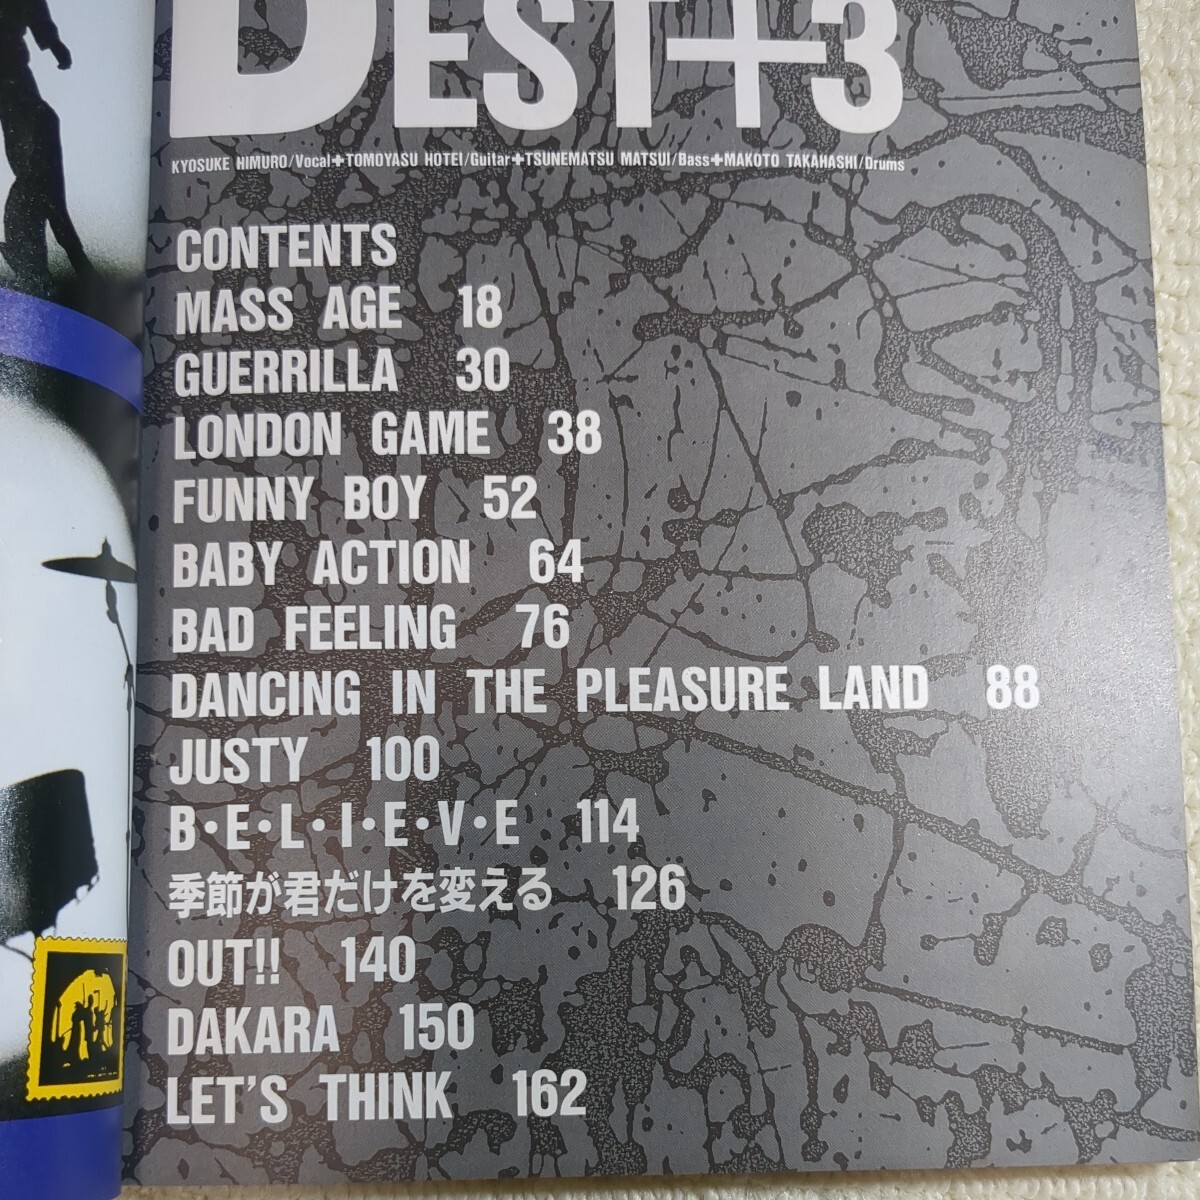 BEST+3
KYOSUKE HIMURO/Vocal+TOMOYASU HOTEI/Guitar+TSUNEMATSU MATSUI/Bass+MAKOTO TAKAHASHI/Drums
CONTENTS
MASS AGE 18
GUERRILLA 30
LONDON GAME 38
FUNNY BOY 52
BABY ACTION 64
BAD FEELING 76
DANCING IN THE PLEASURE LAND 88
JUSTY 100
B・E・L・I・E・V・E 114
季節が君だけを変える 126
OUT!! 140
DAKARA 150
LET'S THINK 162